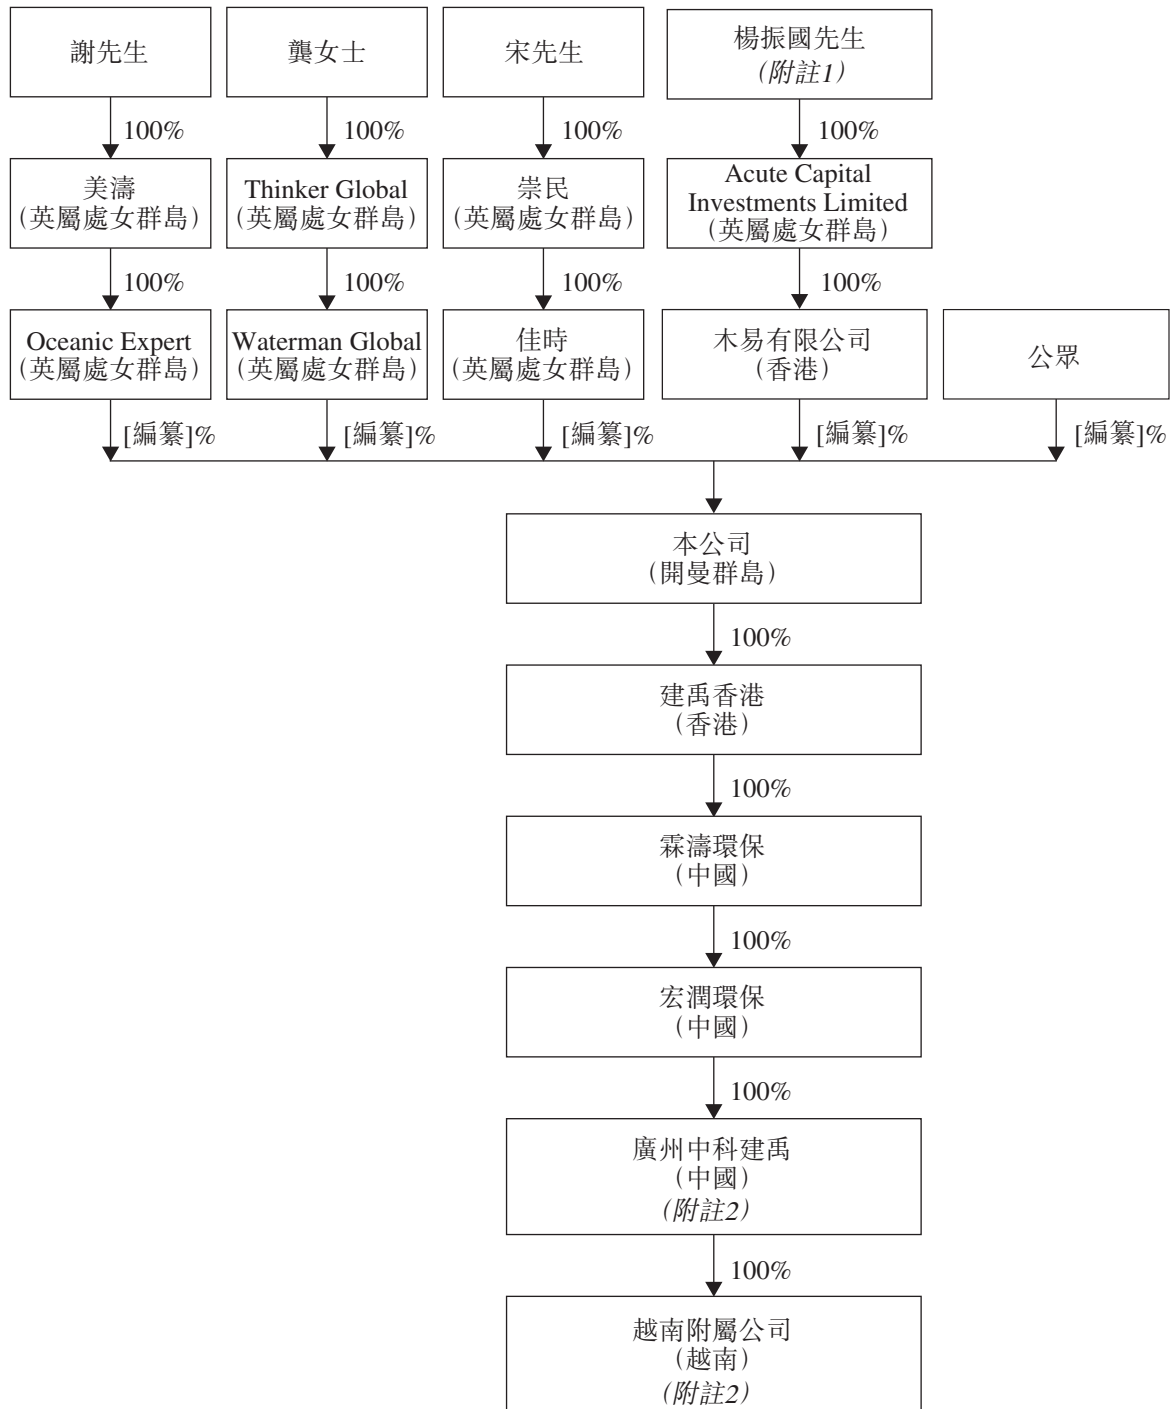 謝先生
龔女士
宋先生
楊振國先生
(附註1)
100%
100%
100%
100%
美濤
(英屬處女群島)
Thinker Global
(英屬處女群島)
崇民
(英屬處女群島)
Acute Capital
Investments Limited
(英屬處女群島)
100%
100%
100%
100%
Oceanic Expert
(英屬處女群島)
Waterman Global
(英屬處女群島)
佳時
(英屬處女群島)
木易有限公司
(香港)
公眾
[編纂]%
[編纂]%
[編纂]%
[編纂]%
[編纂]%
本公司
(開曼群島)
100%
建禹香港
(香港)
100%
霖濤環保
(中國)
100%
宏潤環保
(中國)
100%
廣州中科建禹
(中國)
(附註2)
100%
越南附屬公司
(越南)
(附註2)